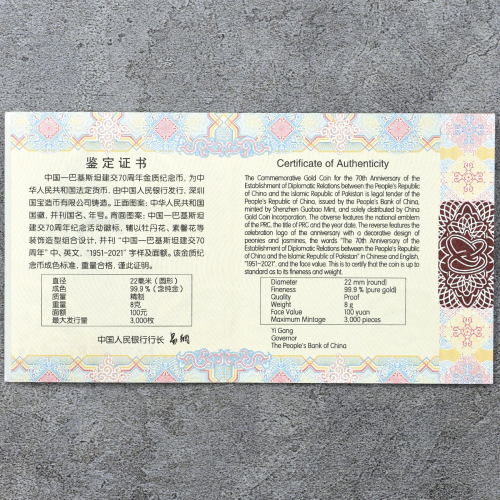 鉴定证书
中国—巴基斯坦建交70周年金质纪念币，为中
华人民共和国法定货币，由中国人民银行发行，深圳
国宝造币有限公司铸造。正面图案：中华人民共和国
国徽，并刊国名、年号。背面图案：中国—巴基斯坦
建交70周年纪念活动徽标，辅以牡丹花、素馨花等
装饰造型组合设计，并刊“中国—巴基斯坦建交70周
年”中、英文，“1951-2021”字样及面额。该金质纪
念币成色标准，重量合格，谨此证明。
直径 22毫米（圆形）
成色 99.9％（含纯金）
质量 精制
重量 8克
面额 100元
最大发行量 3,000枚
中国人民银行行长 易纲
Certificate of Authenticity
The Commemorative Gold Coin for the 70th Anniversary of the
Establishment of Diplomatic Relations between the People's Republic
of China and the Islamic Republic of Pakistan is legal tender of the
People's Republic of China, issued by the People's Bank of China,
minted by Shenzhen Guobao Mint, and solely distributed by China
Gold Coin Incorporation. The obverse features the national emblem
of the PRC, the title of PRC and the year date. The reverse features the
celebration logo of the anniversary with a decorative design of
peonies and jasmines, the words "The 70th Anniversary of the
Establishment of Diplomatic Relations between the People's Republic
of China and the Islamic Republic of Pakistan" in Chinese and English,
"1951-2021", and the face value. This is to certify that the coin is up to
standard as to its fineness and weight.
Diameter 22 mm (round)
Fineness 99.9 % (pure gold)
Quality Proof
Weight 8 g
Face Value 100 yuan
Maximum Mintage 3,000 pieces
Yi Gang
Governor
The People's Bank of China